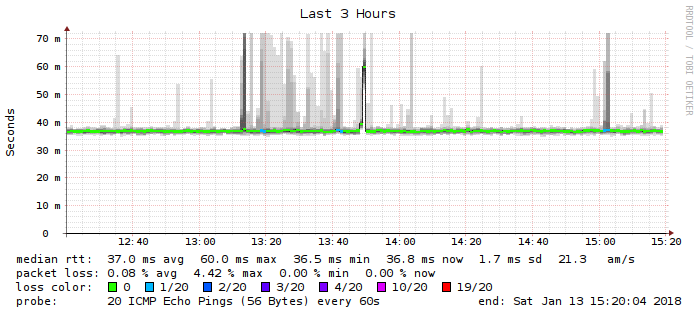 Last 3 Hours
RRDTOOL / TOBI OETIKER
Seconds
70 m
60 m
50 m
40 m
30 m
20 m
10 m
0
12:40 13:00 13:20 13:40 14:00 14:20 14:40 15:00 15:20
median rtt: 37.0 ms avg 60.0 ms max 36.5 ms min 36.8 ms now 1.7 ms sd 21.3 am/s
packet loss: 0.08 % avg 4.42 % max 0.00 % min 0.00 % now
loss color: 0 1/20 2/20 3/20 4/20 10/20 19/20
probe: 20 ICMP Echo Pings (56 Bytes) every 60s end: Sat Jan 13 15:20:04 2018